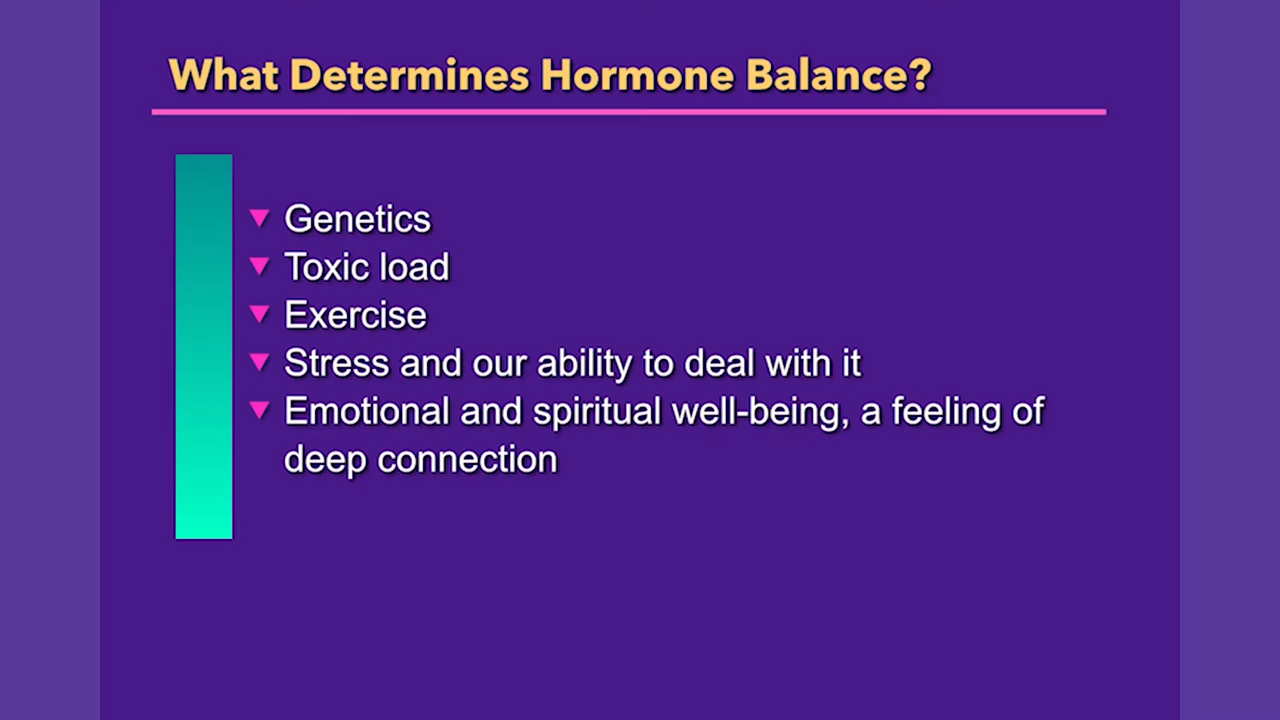 What Determines Hormone Balance?
Genetics
Toxic load
Exercise
Stress and our ability to deal with it
Emotional and spiritual well-being, a feeling of
deep connection